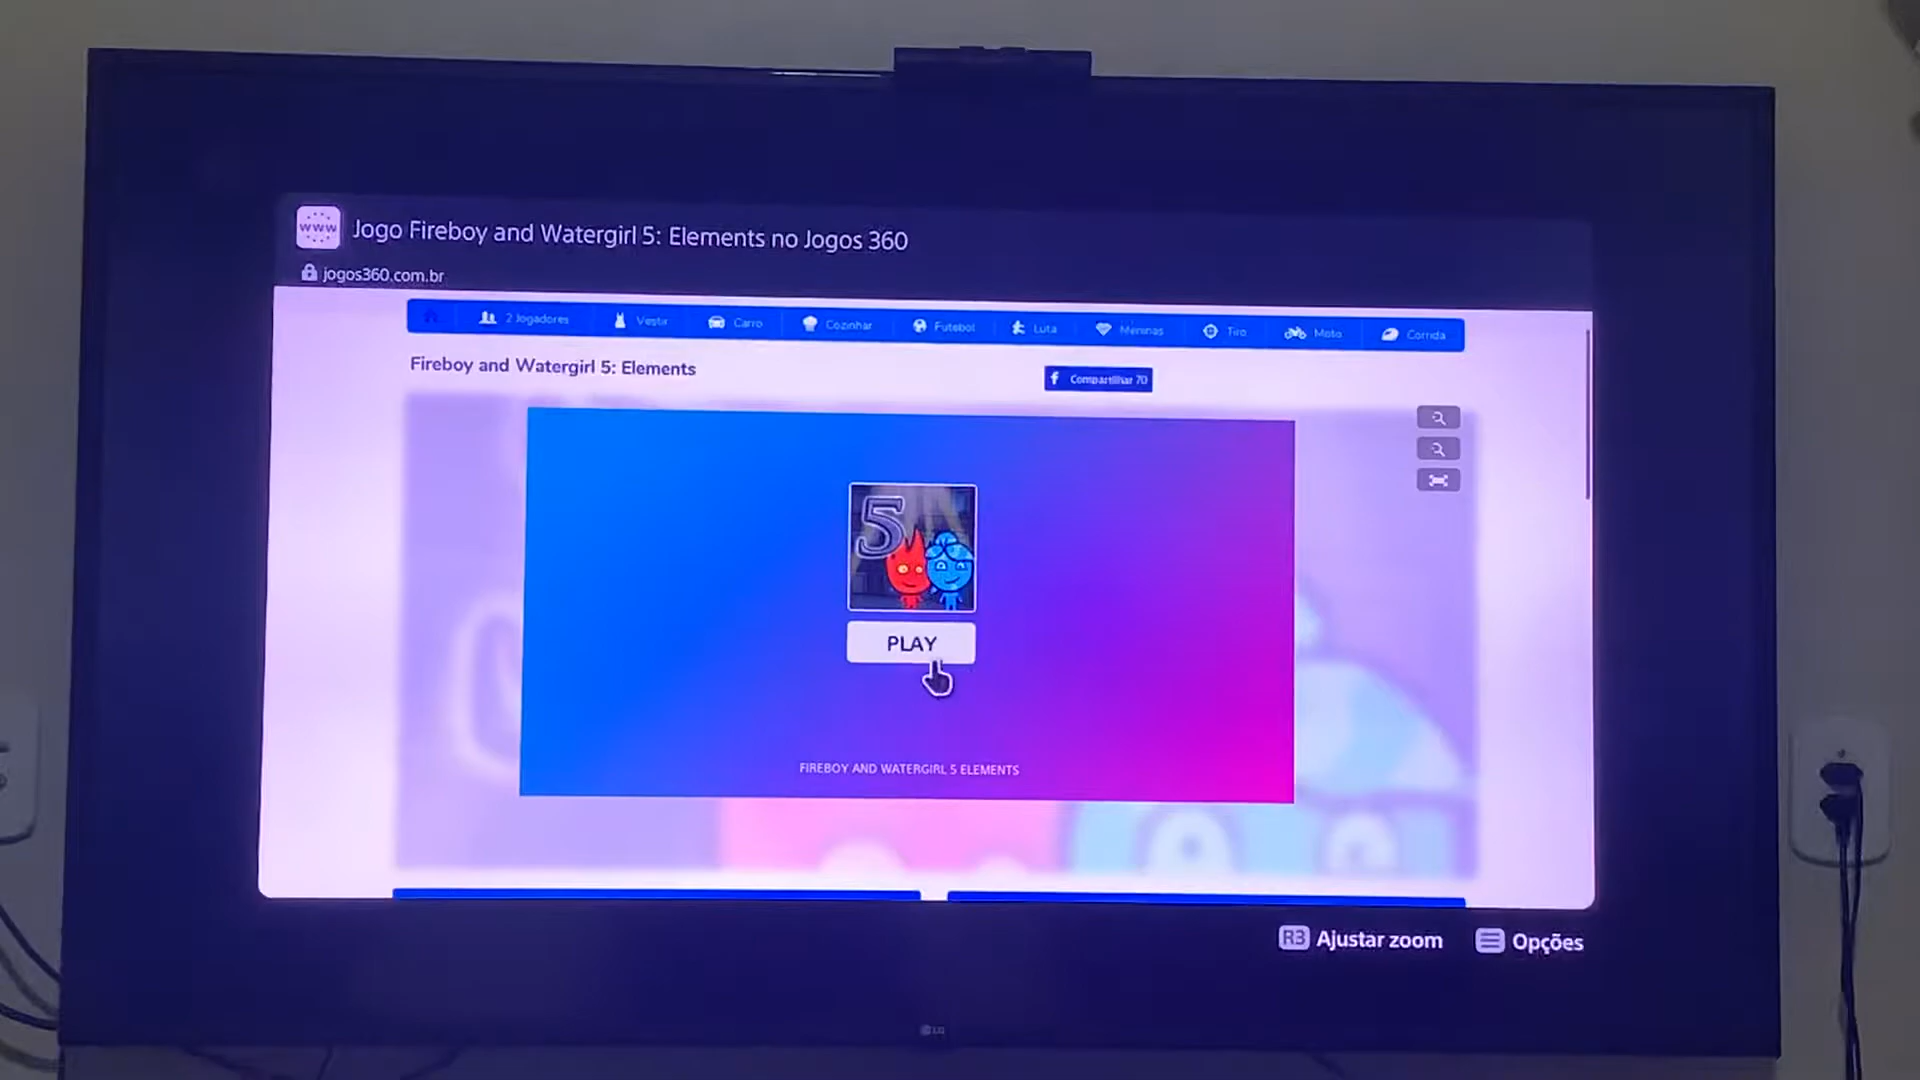 www
Jogo Fireboy and Watergirl 5: Elements no Jogos 360
jogos360.com.br
2 Jogadores Vestir Carro Cozinhar Futebol Luta Meninas Tiro Moto Corrida
Fireboy and Watergirl 5: Elements
f Compartilhar 70
5
PLAY
FIREBOY AND WATERGIRL 5 ELEMENTS
R3 Ajustar zoom Opções
LG